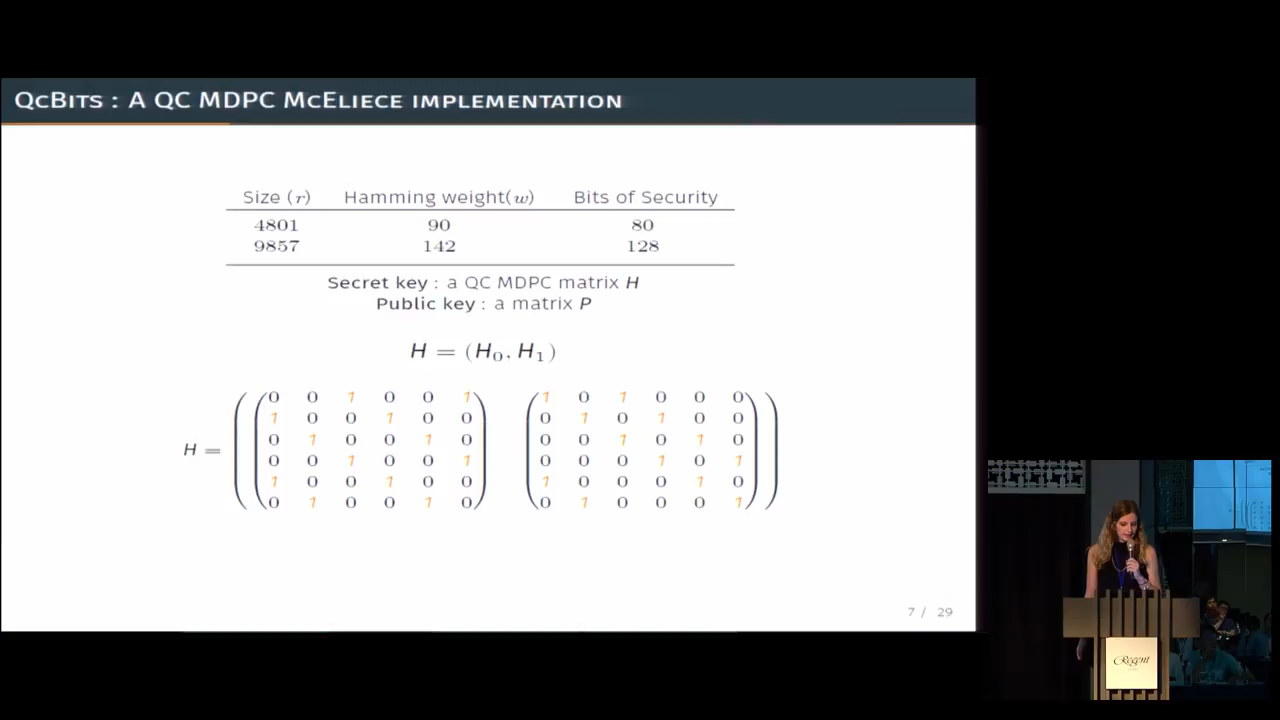 QcBits : A QC MDPC McEliece implementation
Size (r) Hamming weight(w) Bits of Security
4801 90 80
9857 142 128
Secret key : a QC MDPC matrix H
Public key : a matrix P
H = (H₀, H₁)
0 0 1 0 0 1 1 0 1 0 0 0
1 0 0 1 0 0 0 1 0 1 0 0
H = 0 1 0 0 1 0 0 0 1 0 1 0
0 0 1 0 0 1 0 0 0 1 0 1
1 0 0 1 0 0 1 0 0 0 1 0
0 1 0 0 1 0 0 1 0 0 0 1
7 / 29
Regent